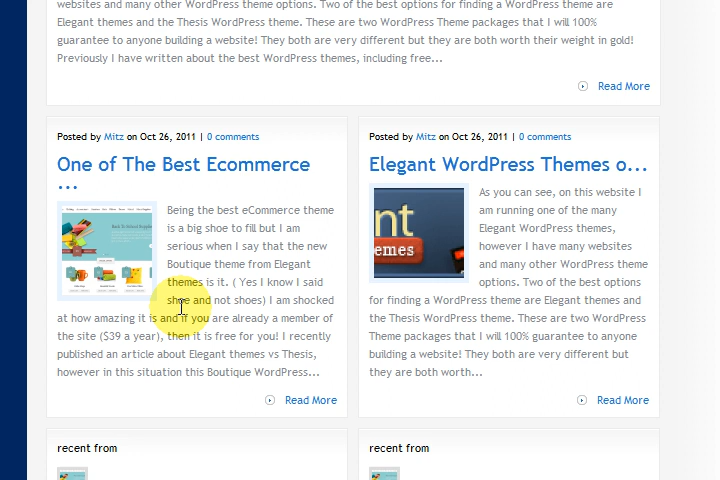 websites and many other WordPress theme options. Two of the best options for finding a WordPress theme are
Elegant themes and the Thesis WordPress theme. These are two WordPress Theme packages that I will 100%
guarantee to anyone building a website! They are both very different but they are both worth their weight in gold!
Previously I have written about the best WordPress themes, including free...
Read More
Posted by Mitz on Oct 26, 2011 | 0 comments
One of The Best Ecommerce
...
Being the best eCommerce theme
is a big shoe to fill but I am
serious when I say that the new
Boutique theme from Elegant
themes is it. ( Yes I know I said
shoe and not shoes) I am shocked
at how amazing it is and if you are already a member of
the site ($39 a year), then it is free for you! I recently
published an article about Elegant themes vs Thesis,
however in this situation this Boutique WordPress...
Read More
Posted by Mitz on Oct 26, 2011 | 0 comments
Elegant WordPress Themes o...
nt
emes
As you can see, on this website I
am running one of the many
Elegant WordPress themes,
however I have many websites
and many other WordPress theme
options. Two of the best options
for finding a WordPress theme are Elegant themes and
the Thesis WordPress theme. These are two WordPress
Theme packages that I will 100% guarantee to anyone
building a website! They are both very different but
they are both worth...
Read More
recent from
recent from